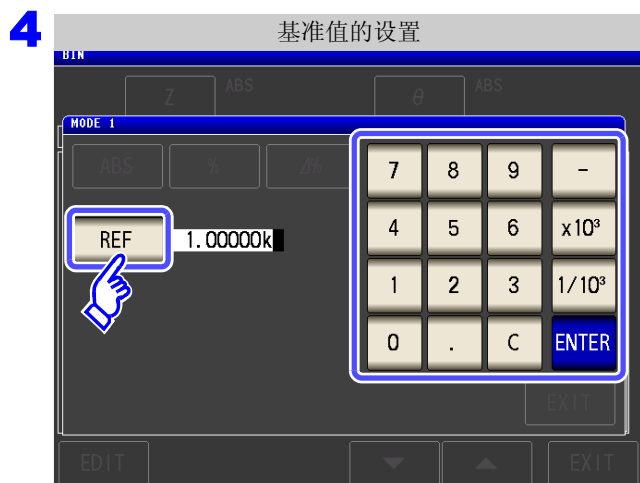 4
基准值的设置
BIN
Z ABS θ ABS
MODE 1
ABS % Δ%
7 8 9 -
REF 1.00000k
4 5 6 x10³
1 2 3 1/10³
0 . C ENTER
EXIT
EDIT EXIT